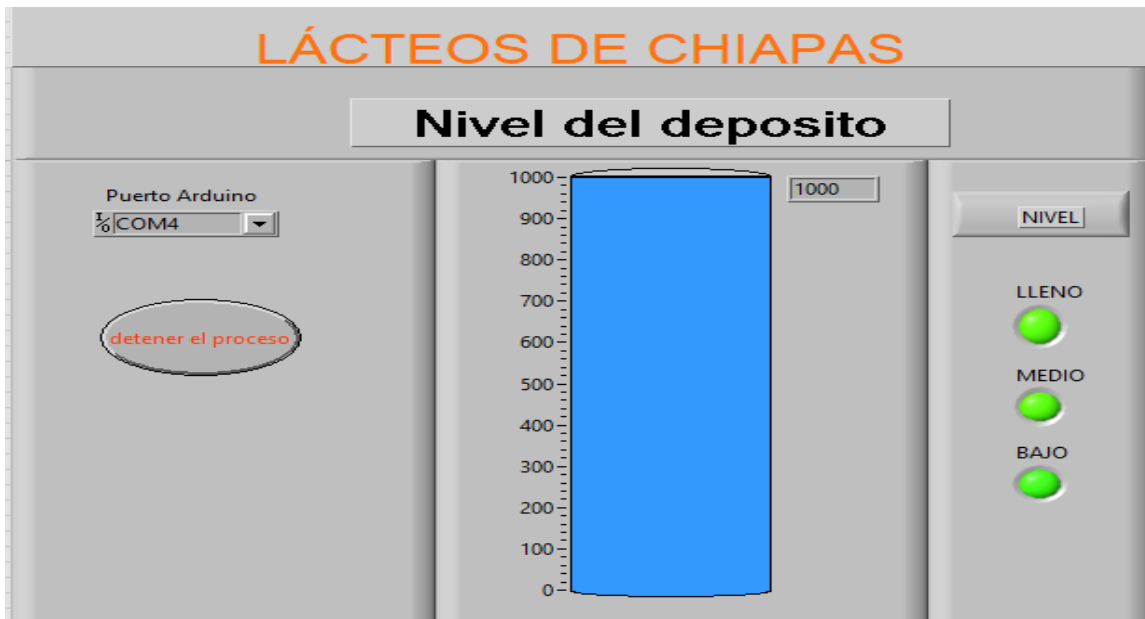 LÁCTEOS DE CHIAPAS
Nivel del deposito
Puerto Arduino
I/O COM4
detener el proceso
1000
900
800
700
600
500
400
300
200
100
0
1000
NIVEL
LLENO
MEDIO
BAJO